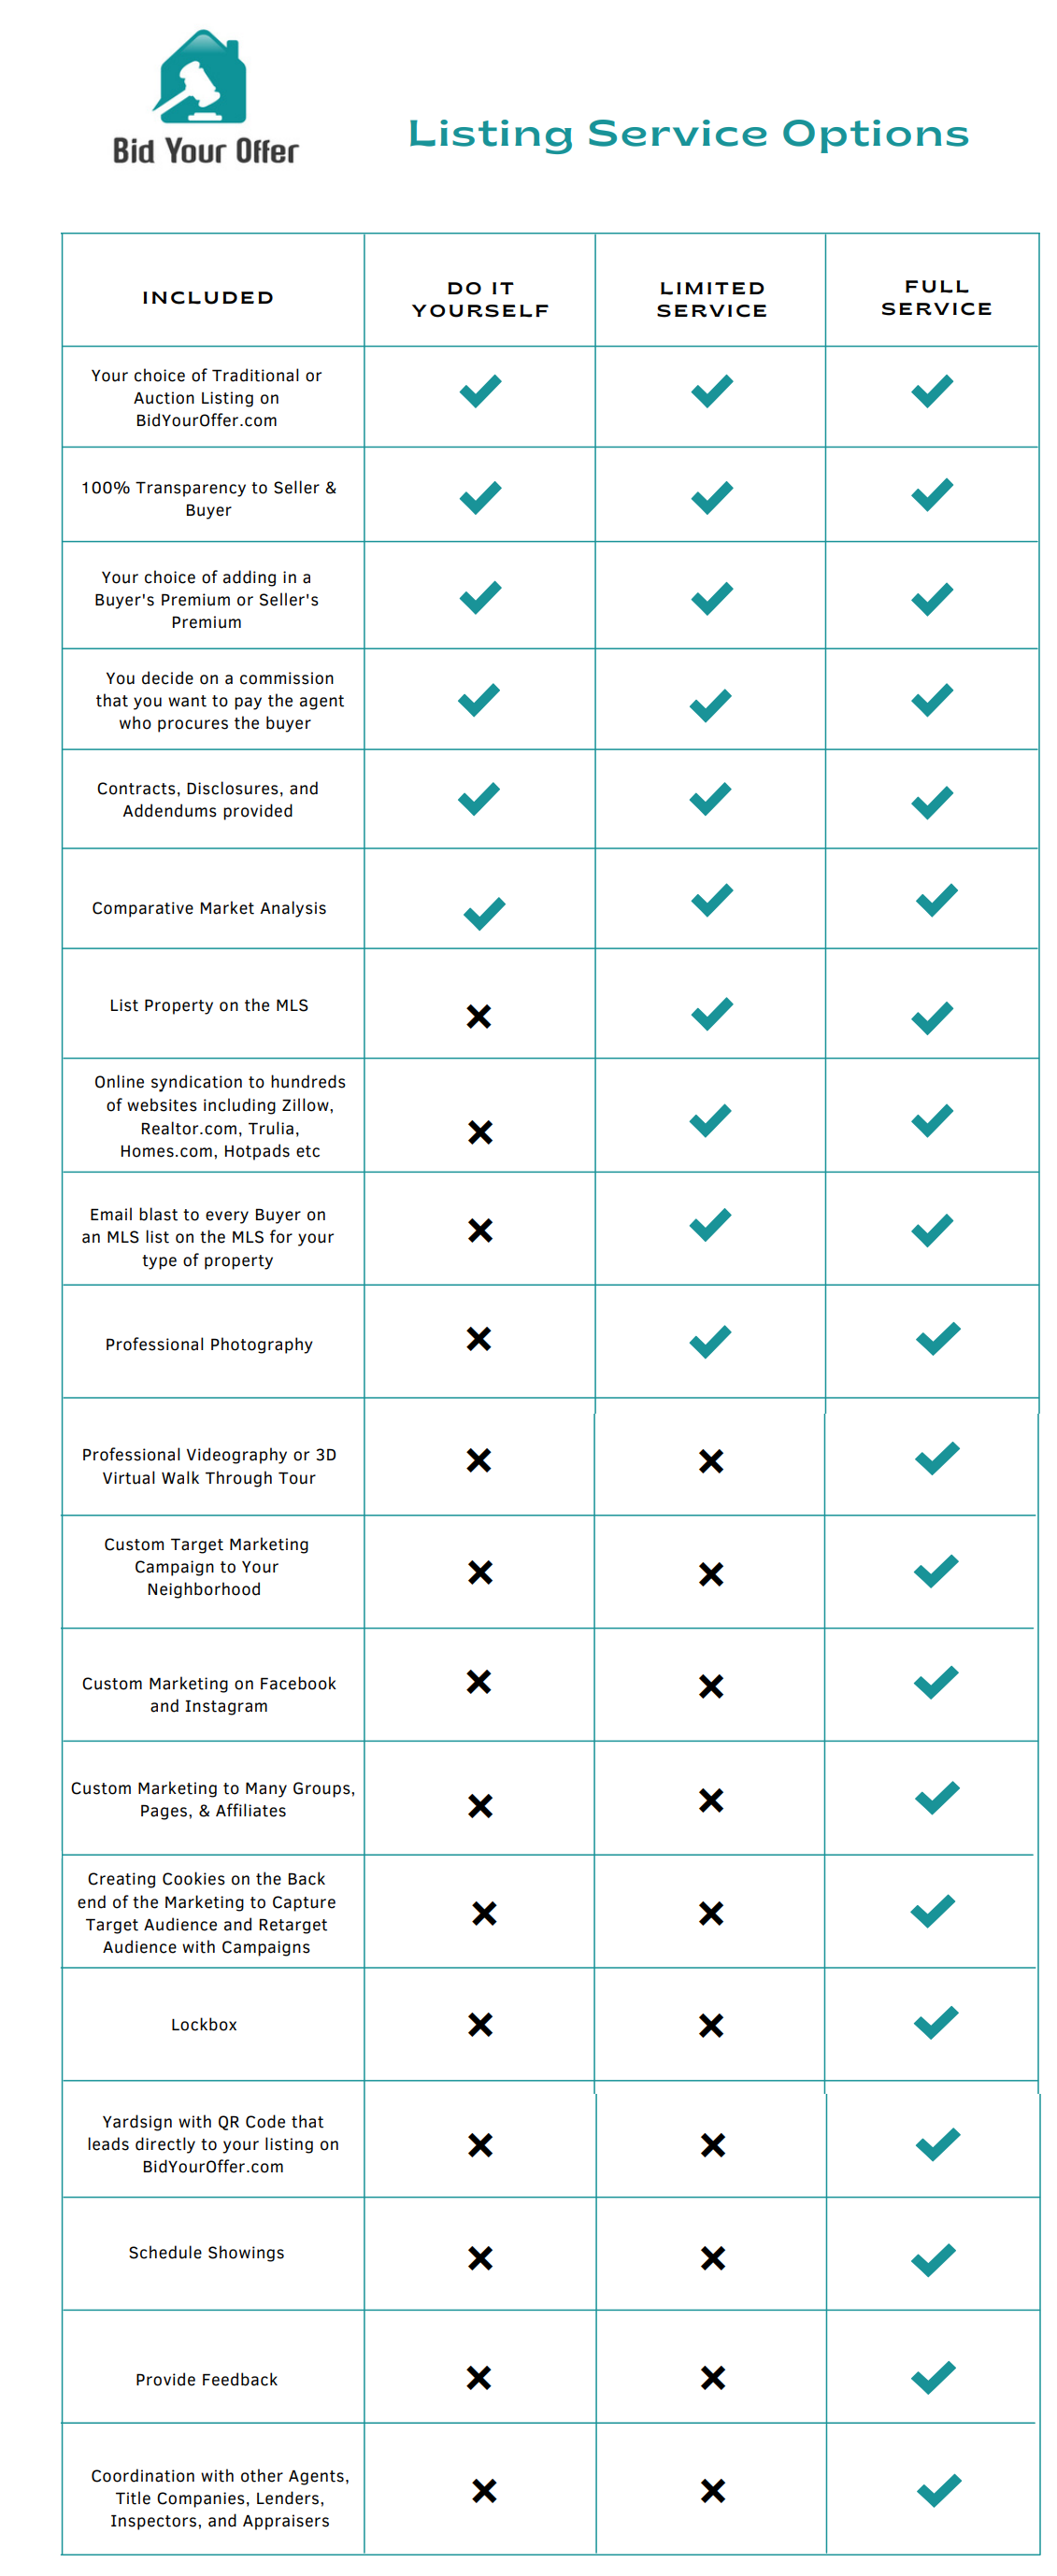 Bid Your Offer
Listing Service Options
INCLUDED
DO IT
YOURSELF
LIMITED
SERVICE
FULL
SERVICE
Your choice of Traditional or
Auction Listing on
BidYourOffer.com
100% Transparency to Seller &
Buyer
Your choice of adding in a
Buyer's Premium or Seller's
Premium
You decide on a commission
that you want to pay the agent
who procures the buyer
Contracts, Disclosures, and
Addendums provided
Comparative Market Analysis
List Property on the MLS
Online syndication to hundreds
of websites including Zillow,
Realtor.com, Trulia,
Homes.com, Hotpads etc
Email blast to every Buyer on
an MLS list on the MLS for your
type of property
Professional Photography
Professional Videography or 3D
Virtual Walk Through Tour
Custom Target Marketing
Campaign to Your
Neighborhood
Custom Marketing on Facebook
and Instagram
Custom Marketing to Many Groups,
Pages, & Affiliates
Creating Cookies on the Back
end of the Marketing to Capture
Target Audience and Retarget
Audience with Campaigns
Lockbox
Yardsign with QR Code that
leads directly to your listing on
BidYourOffer.com
Schedule Showings
Provide Feedback
Coordination with other Agents,
Title Companies, Lenders,
Inspectors, and Appraisers